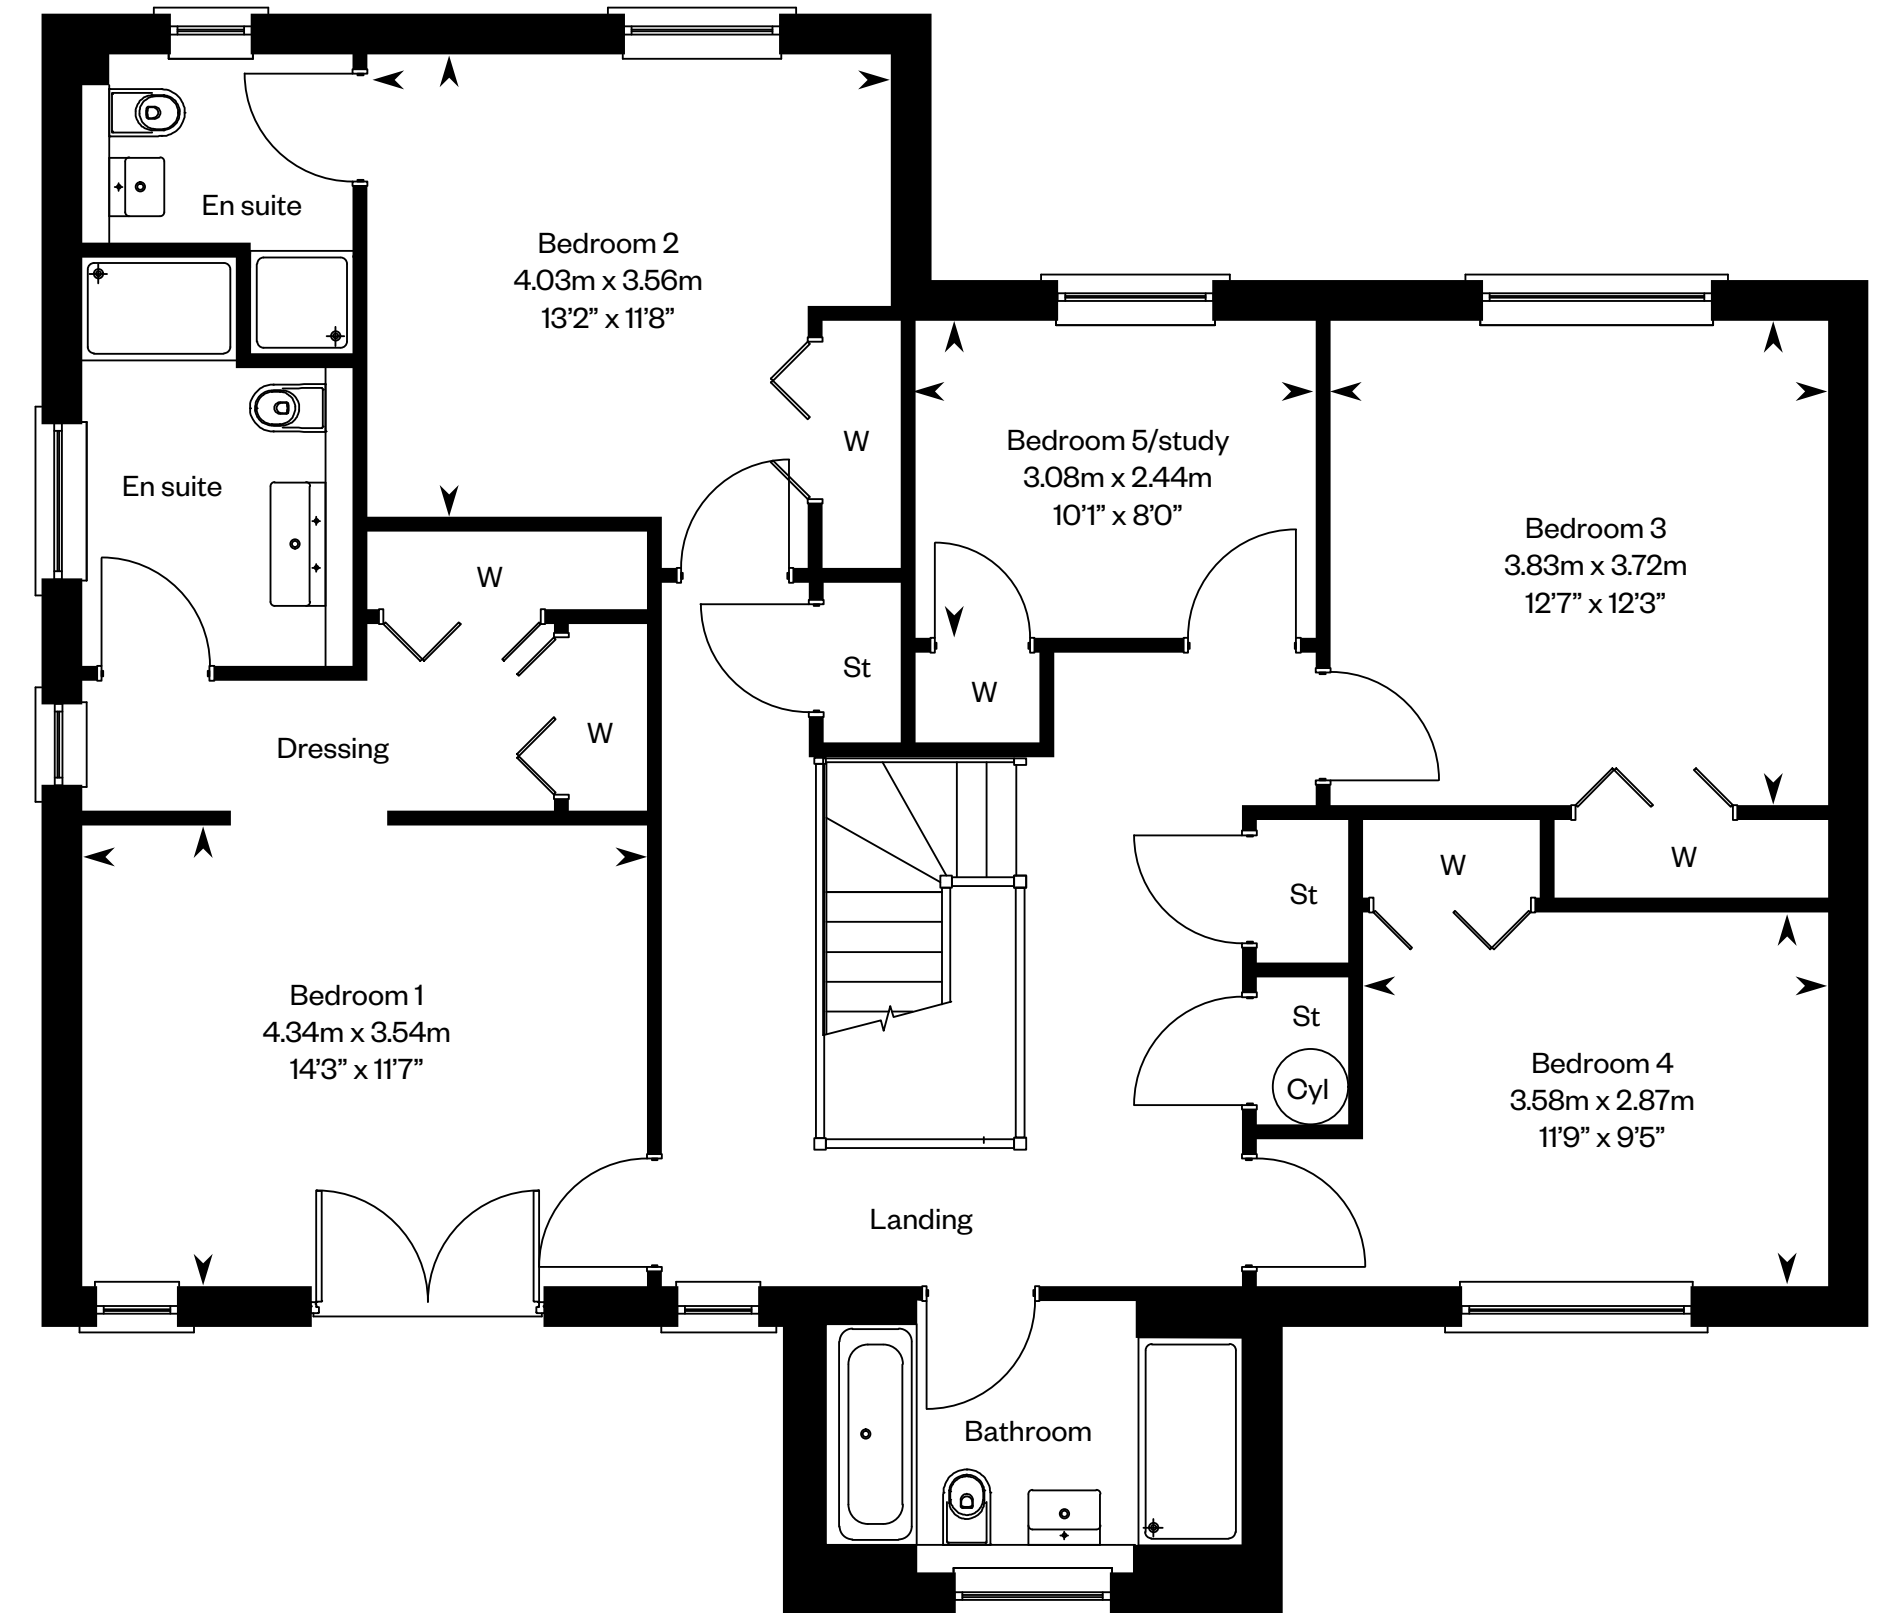 En suite
Bedroom 2
4.03m x 3.56m
13’2” x 11’8”
W
Bedroom 5/study
3.08m x 2.44m
10’1” x 8’0”
En suite
Bedroom 3
3.83m x 3.72m
12’7” x 12’3”
W
St
W
W
Dressing
W
W
St
Bedroom 1
4.34m x 3.54m
14’3” x 11’7”
St
Cyl
Bedroom 4
3.58m x 2.87m
11’9” x 9’5”
Landing
Bathroom